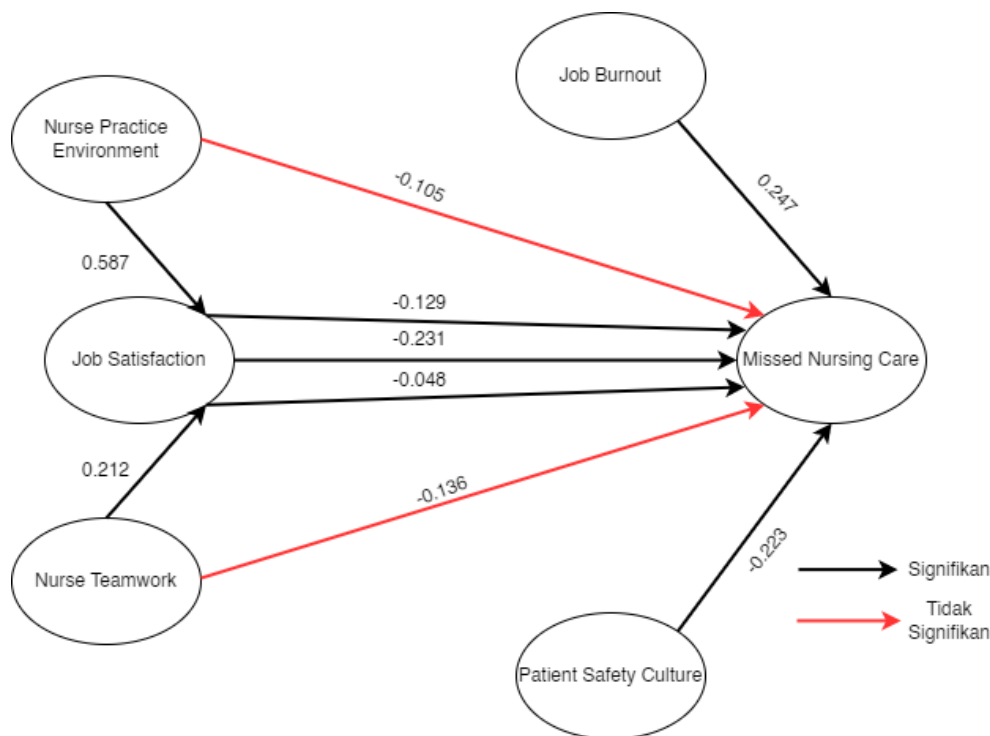 Job Burnout
Nurse Practice
Environment
-0.105
0.247
0.587
-0.129
-0.231
Job Satisfaction
Missed Nursing Care
-0.048
0.212
-0.136
Nurse Teamwork
-0.223
Signifikan
Tidak
Signifikan
Patient Safety Culture